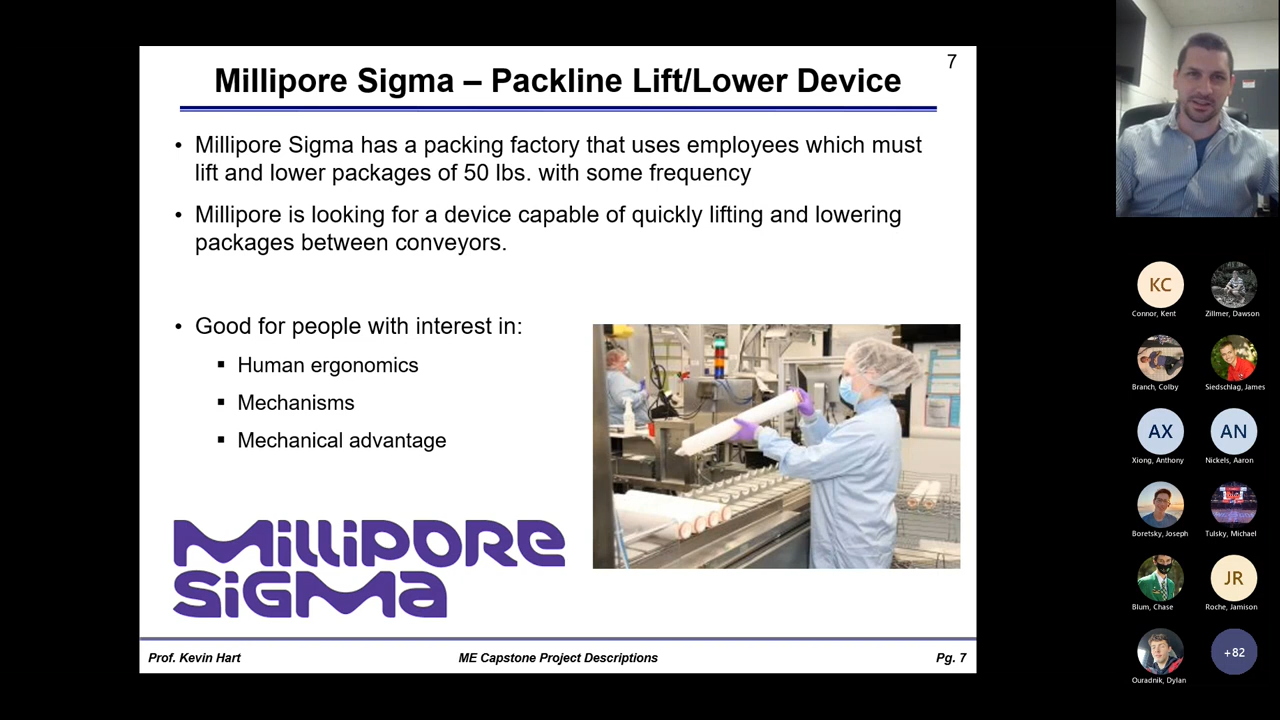 Millipore Sigma – Packline Lift/Lower Device
7
• Millipore Sigma has a packing factory that uses employees which must
lift and lower packages of 50 lbs. with some frequency
• Millipore is looking for a device capable of quickly lifting and lowering
packages between conveyors.
• Good for people with interest in:
▪ Human ergonomics
▪ Mechanisms
▪ Mechanical advantage
Millipore
Sigma
Prof. Kevin Hart
ME Capstone Project Descriptions
Pg. 7
KC
Connor, Kent
Zillmer, Dawson
Branch, Colby
Siedschlag, James
AX
Xiong, Anthony
AN
Nickels, Aaron
Boretsky, Joseph
Tulsky, Michael
Blum, Chase
JR
Roche, Jamison
Ouradnik, Dylan
+82